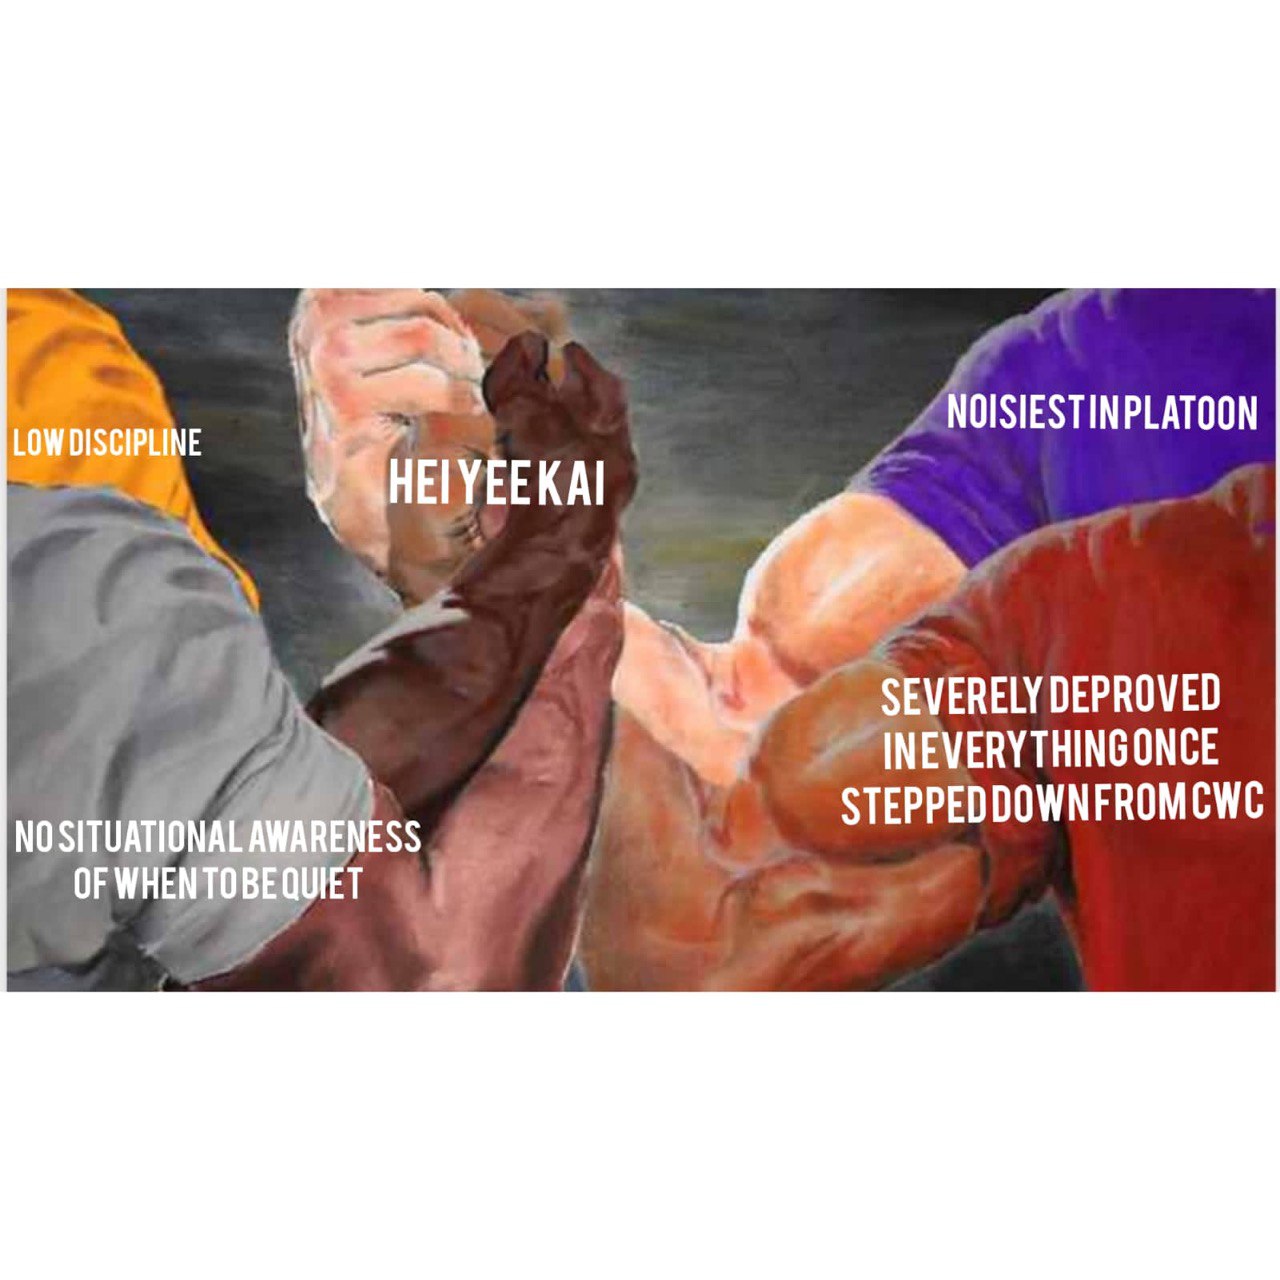 LOW DISCIPLINE
NOISIEST IN PLATOON
HEI YEE KAI
SEVERELY DEPROVED
IN EVERYTHING ONCE
STEPPED DOWN FROM CWC
NO SITUATIONAL AWARENESS
OF WHEN TO BE QUIET